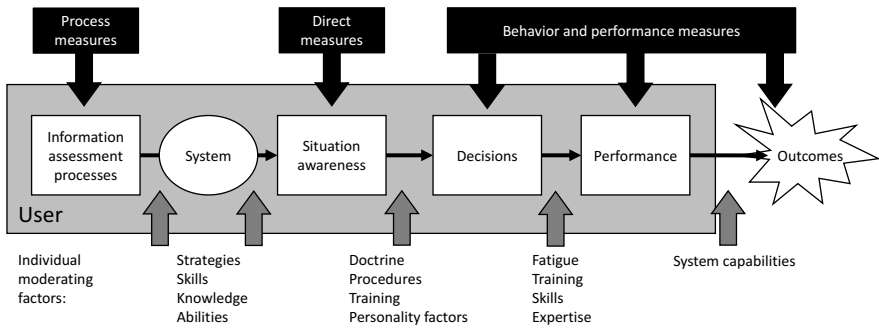 Process
measures
Direct
measures
Behavior and performance measures
Information
assessment
processes
System
Situation
awareness
Decisions
Performance
Outcomes
User
Individual
moderating
factors:
Strategies
Skills
Knowledge
Abilities
Doctrine
Procedures
Training
Personality factors
Fatigue
Training
Skills
Expertise
System capabilities